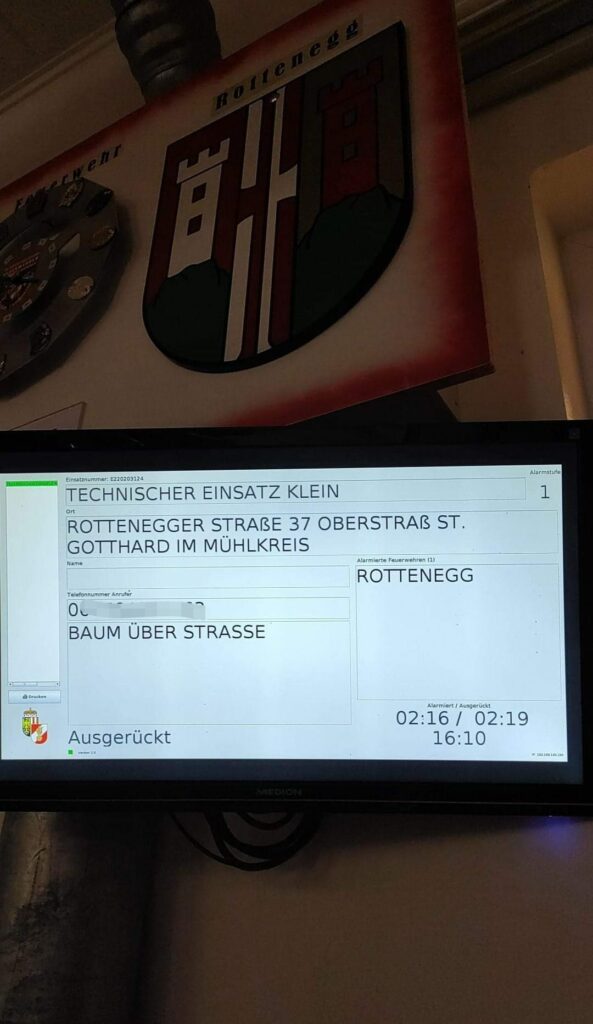 Rottenegg
Feuerwehr
Einsatznummer: E220203124
Alarmstufe
TECHNISCHER EINSATZ KLEIN
1
Ort
ROTTENEGGER STRAßE 37 OBERSTRAß ST.
GOTTHARD IM MÜHLKREIS
Name
Alarmierte Feuerwehren (1)
ROTTENEGG
Telefonnummer Anrufer
BAUM ÜBER STRASSE
Drucken
Alarmiert / Ausgerückt
02:16 / 02:19
16:10
Ausgerückt
MEDION